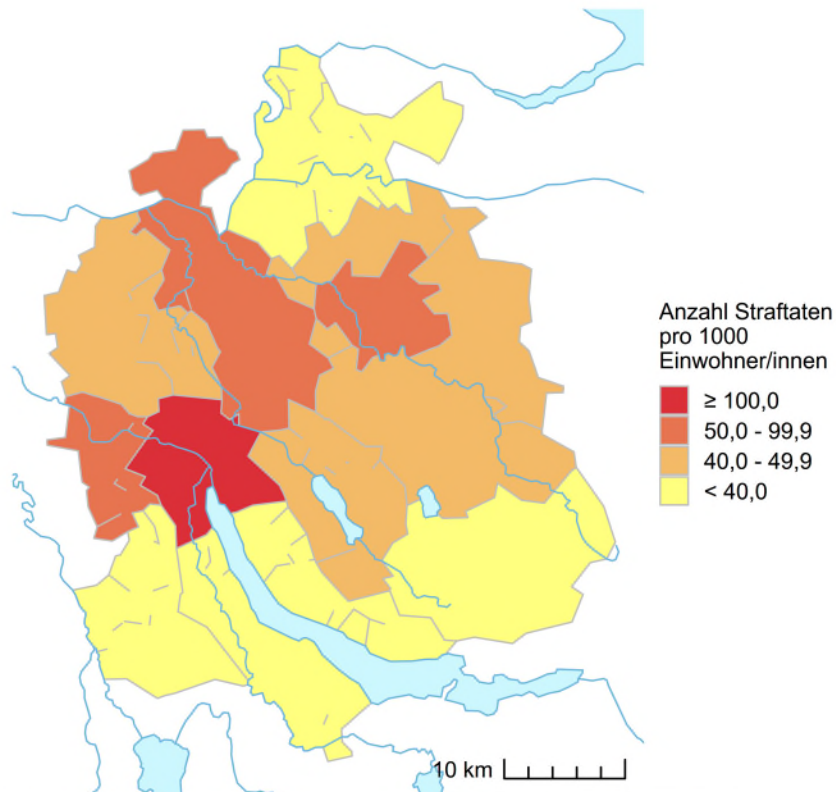 Anzahl Straftaten
pro 1000
Einwohner/innen
≥ 100,0
50,0 - 99,9
40,0 - 49,9
< 40,0
10 km